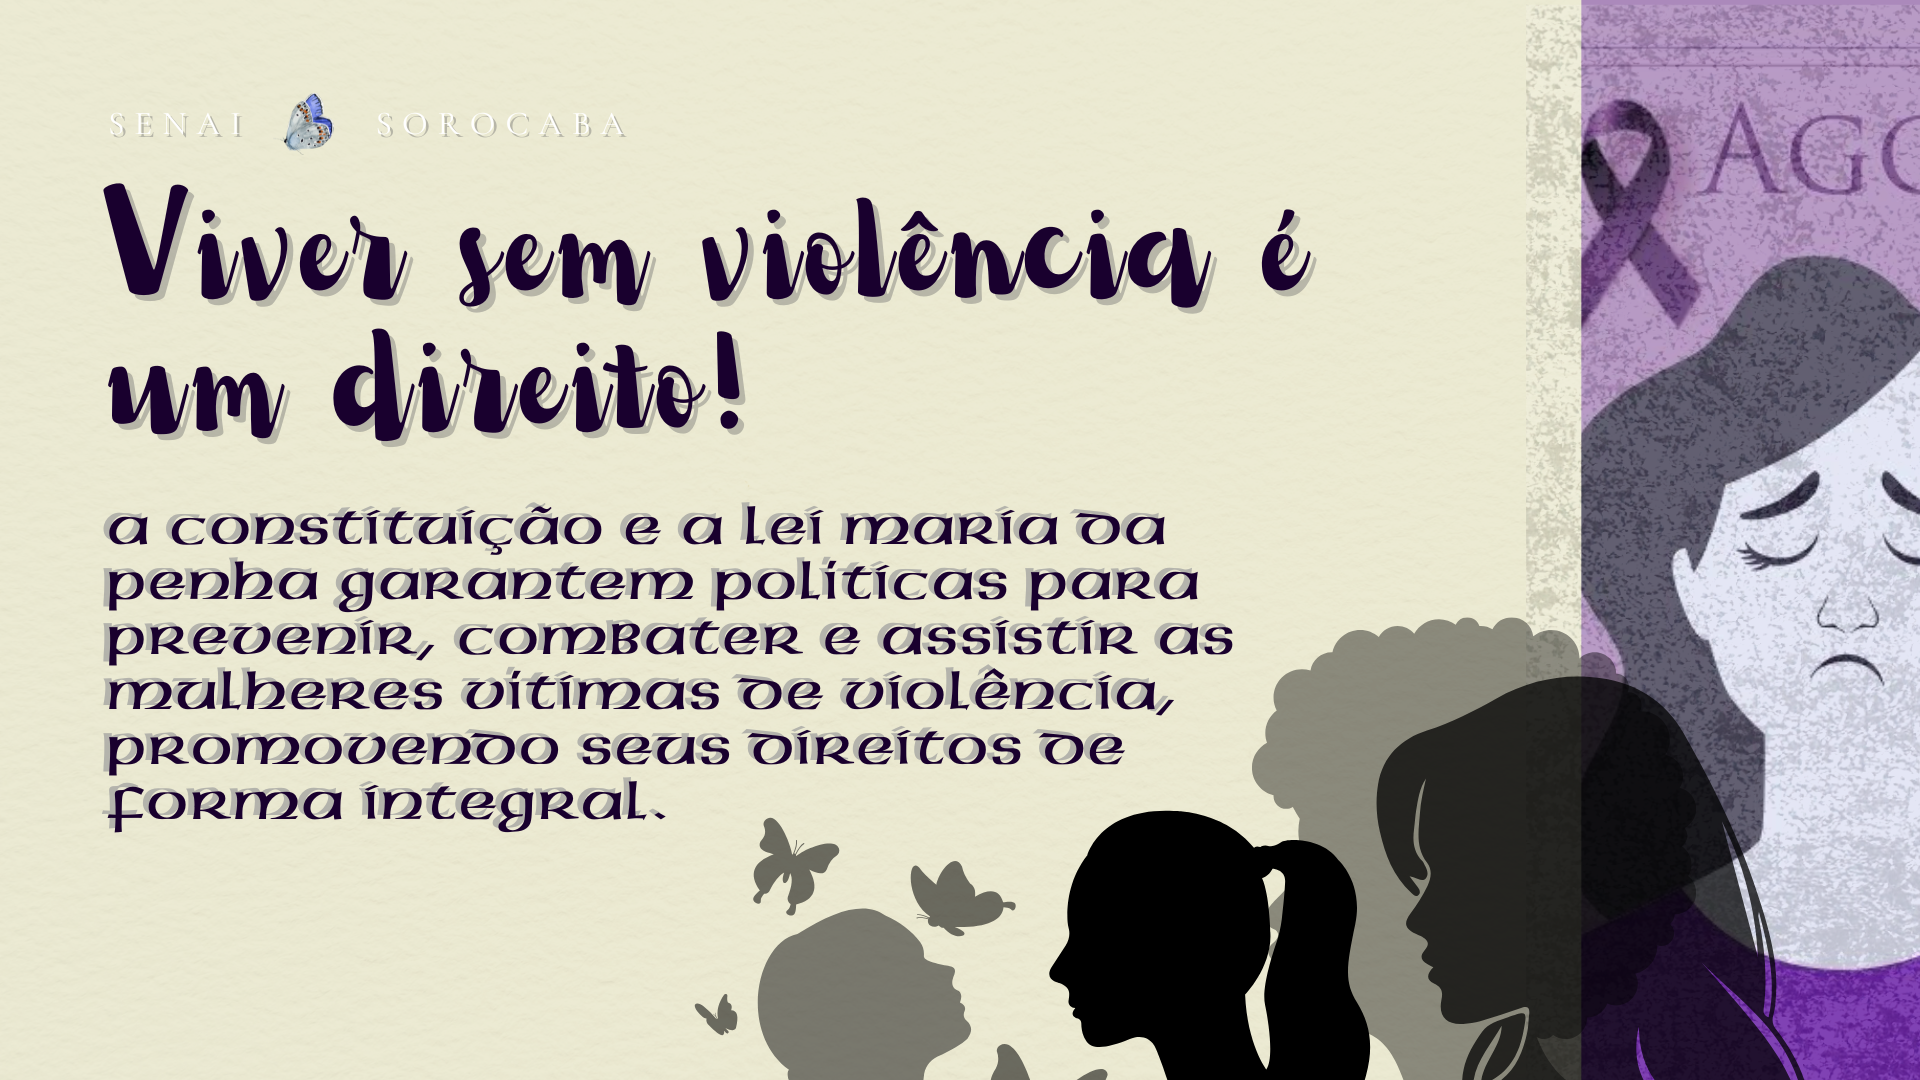 SENAI SOROCABA
AGO
Viver sem violência é
um direito!
a constituição e a lei maria da
penha garantem políticas para
prevenir, combater e assistir as
mulheres vítimas de violência,
promovendo seus direitos de
forma integral.